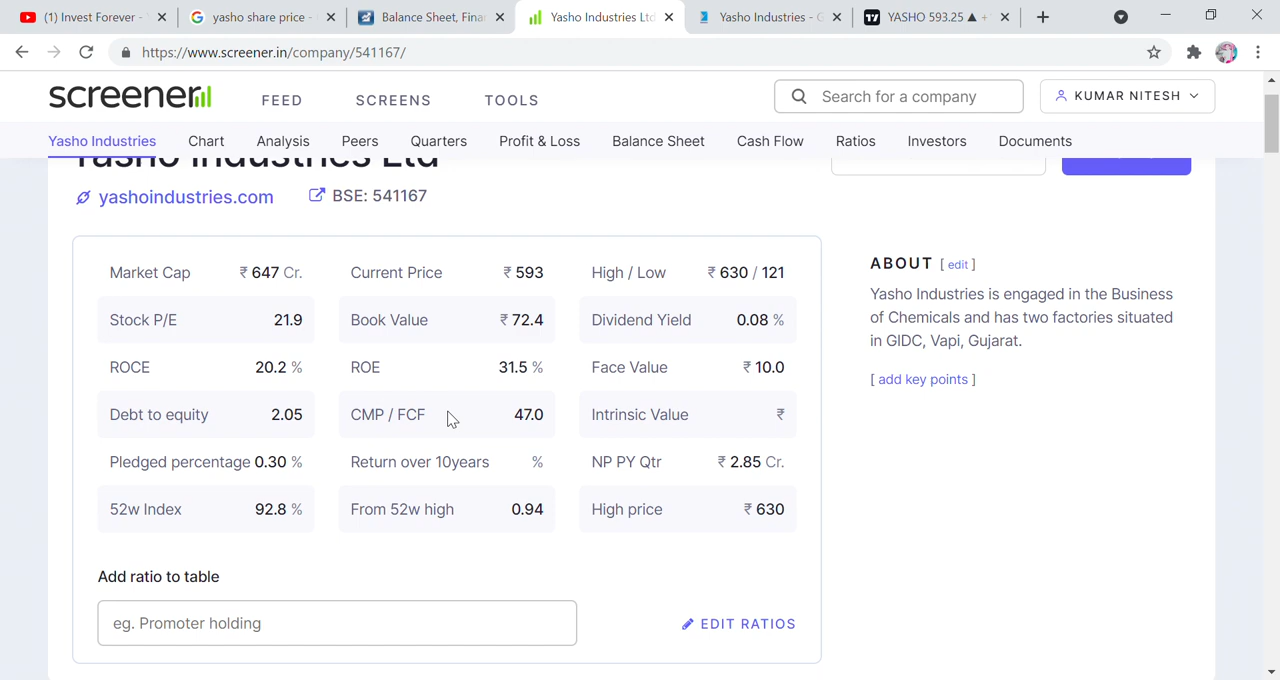 (1) Invest Forever -
yasho share price -
Balance Sheet, Fina
Yasho Industries Ltd
Yasho Industries - G
YASHO 593.25 ▲ +
https://www.screener.in/company/541167/
screener
FEED
SCREENS
TOOLS
Search for a company
KUMAR NITESH
Yasho Industries
Chart
Analysis
Peers
Quarters
Profit & Loss
Balance Sheet
Cash Flow
Ratios
Investors
Documents
Yasho Industries Ltd
yashoindustries.com
BSE: 541167
Market Cap ₹ 647 Cr.
Current Price ₹ 593
High / Low ₹ 630 / 121
Stock P/E 21.9
Book Value ₹ 72.4
Dividend Yield 0.08 %
ROCE 20.2 %
ROE 31.5 %
Face Value ₹ 10.0
Debt to equity 2.05
CMP / FCF 47.0
Intrinsic Value ₹
Pledged percentage 0.30 %
Return over 10years %
NP PY Qtr ₹ 2.85 Cr.
52w Index 92.8 %
From 52w high 0.94
High price ₹ 630
Add ratio to table
eg. Promoter holding
EDIT RATIOS
ABOUT [ edit ]
Yasho Industries is engaged in the Business
of Chemicals and has two factories situated
in GIDC, Vapi, Gujarat.
[ add key points ]